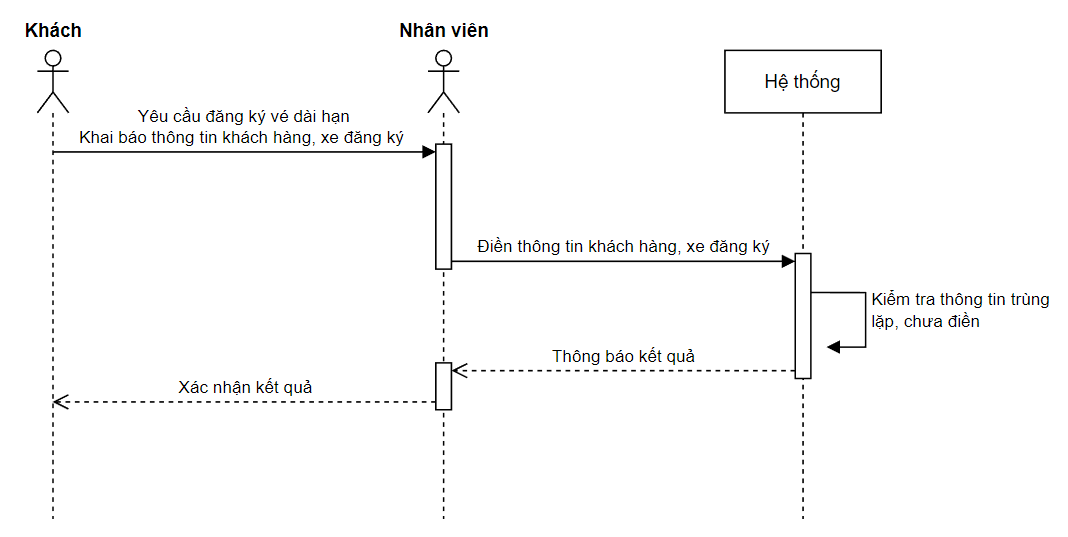 Khách
Nhân viên
Hệ thống
Yêu cầu đăng ký vé dài hạn
Khai báo thông tin khách hàng, xe đăng ký
Điền thông tin khách hàng, xe đăng ký
Kiểm tra thông tin trùng
lặp, chưa điền
Thông báo kết quả
Xác nhận kết quả